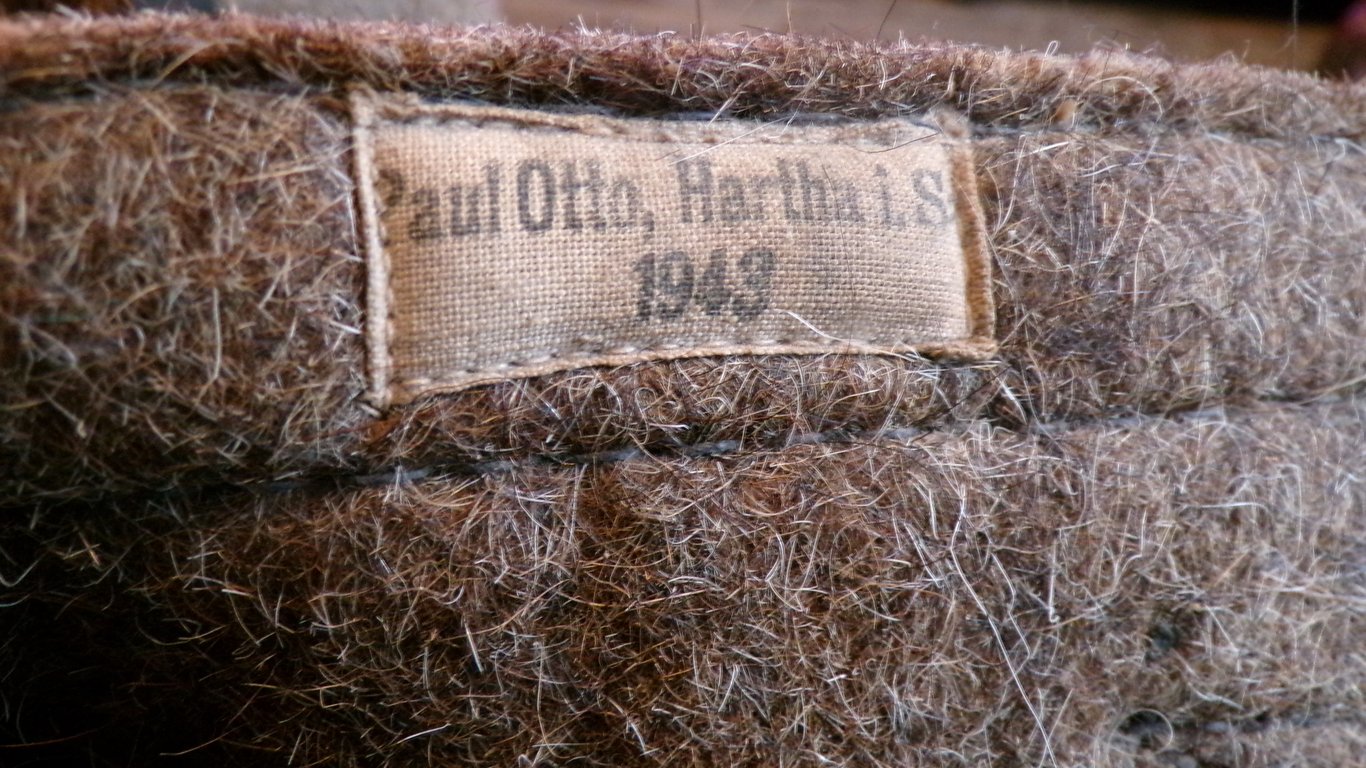 Paul Otto, Hartha i.S
1943